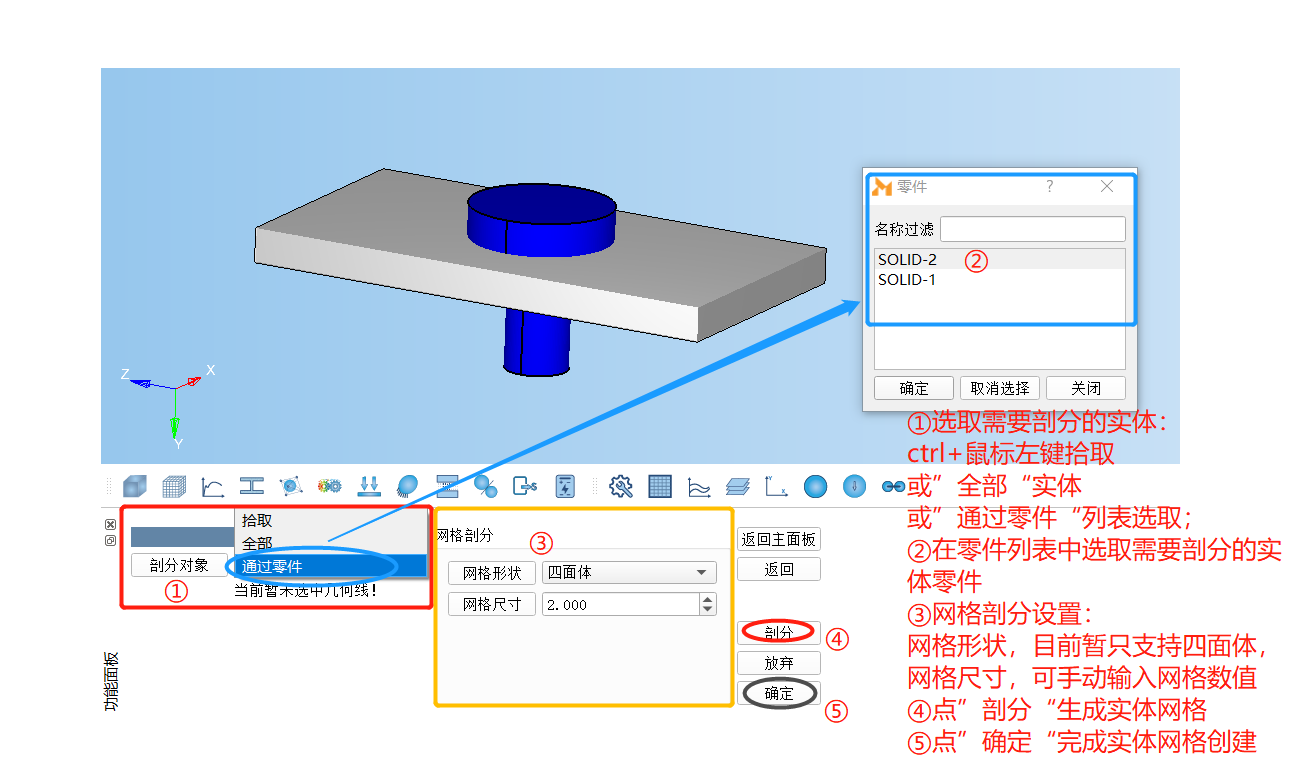 零件
?
名称过滤
SOLID-2
②
SOLID-1
确定
取消选择
关闭
Z
X
Y
①选取需要剖分的实体：
ctrl+鼠标左键拾取
或”全部“实体
或”通过零件“列表选取；
②在零件列表中选取需要剖分的实
体零件
③网格剖分设置：
网格形状，目前暂只支持四面体，
网格尺寸，可手动输入网格数值
④点”剖分“生成实体网格
⑤点”确定“完成实体网格创建
拾取
全部
通过零件
剖分对象
①
当前暂未选中几何线！
网格剖分
③
网格形状
四面体
网格尺寸
2.000
返回主面板
返回
剖分
④
放弃
确定
⑤
功能面板